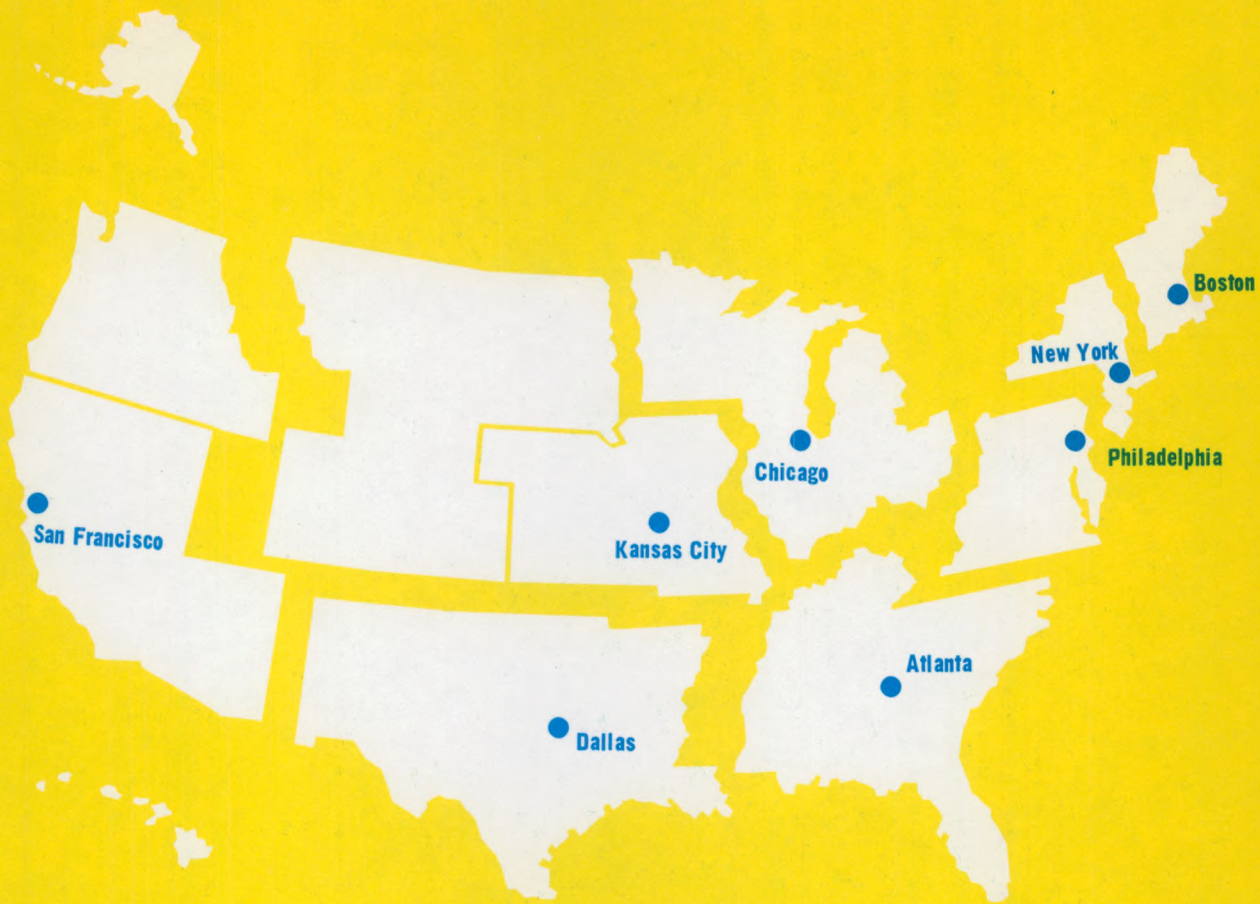 Boston
New York
Philadelphia
Chicago
San Francisco
Kansas City
Atlanta
Dallas